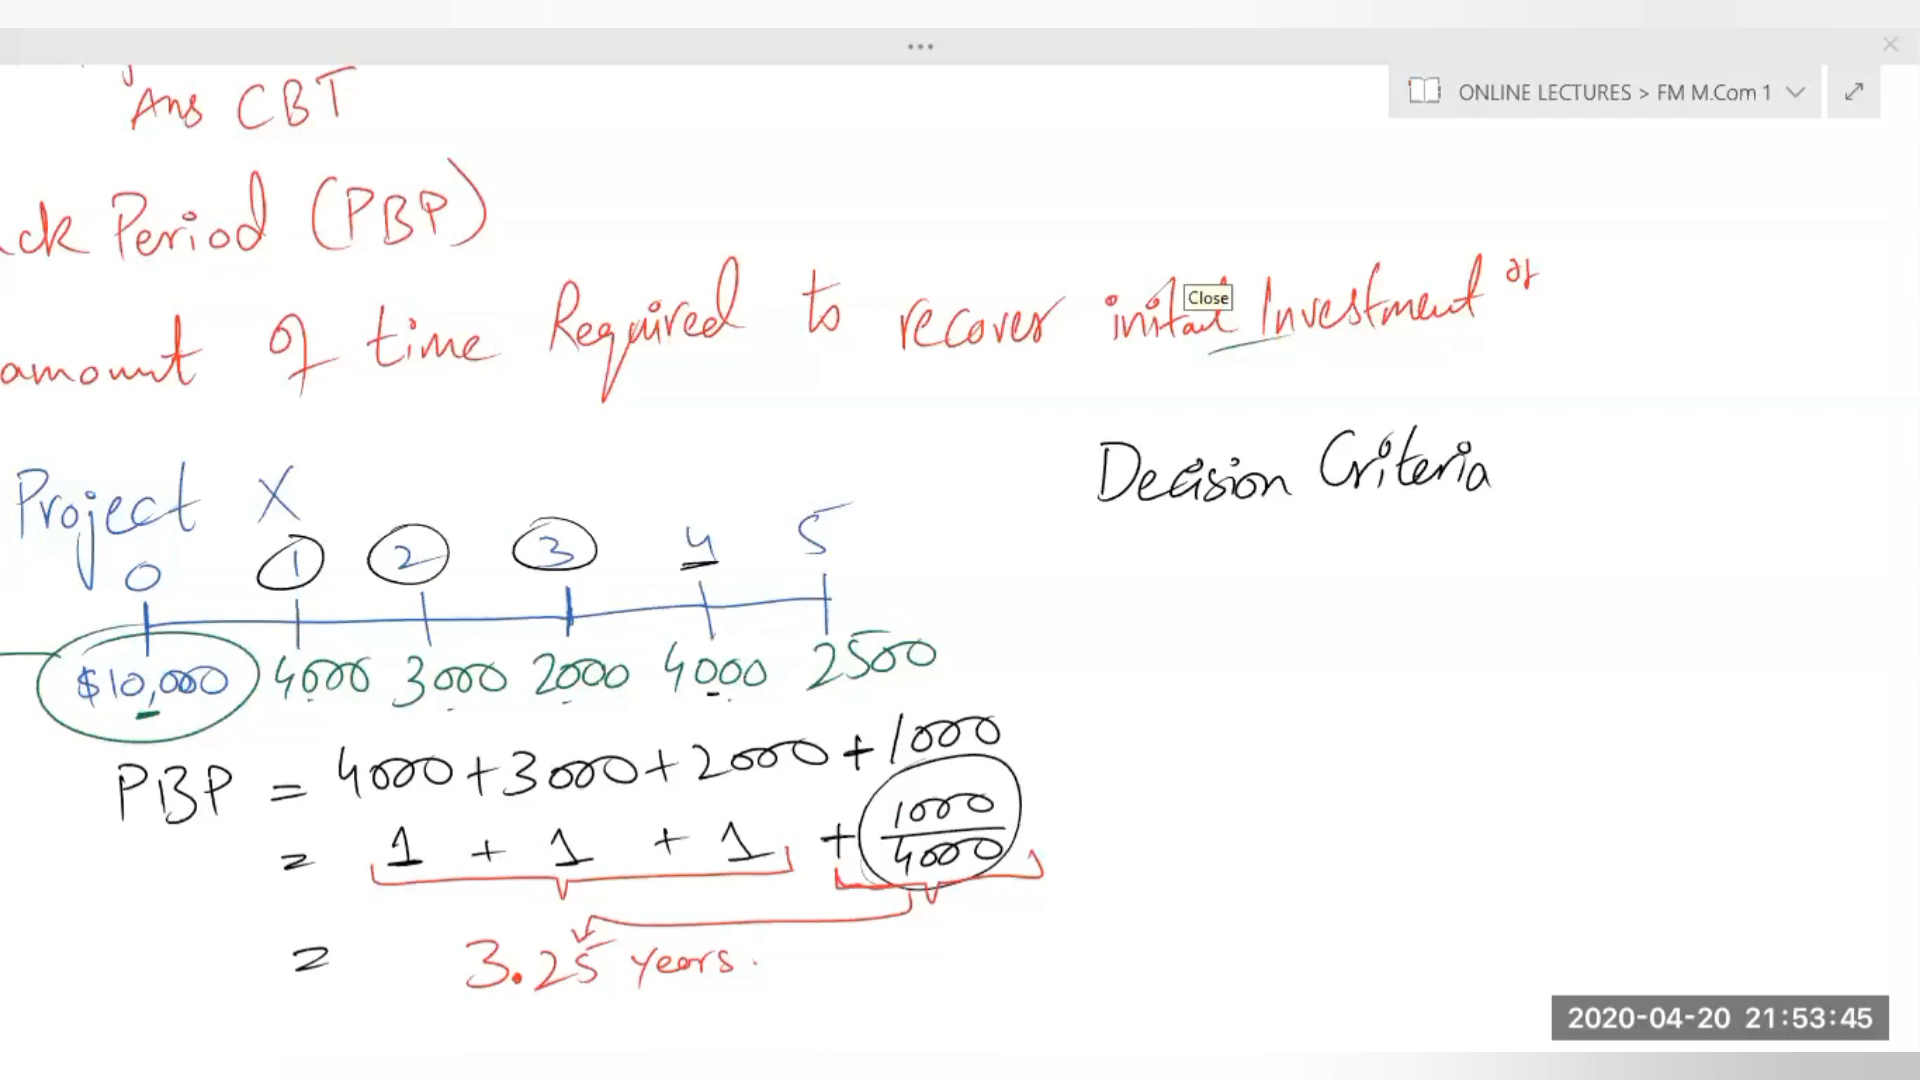 ONLINE LECTURES > FM M.Com 1
Ans CBT
ck Period (PBP)
amount of time Required to recover Investment or
Close
Decision Criteria
Project X
0 1 2 3 4 5
$10,000 4000 3000 2000 4000 2500
PBP = 4000+3000+2000+1000
= 1 + 1 + 1 + 1000/4000
= 3.25 years.
2020-04-20 21:53:45